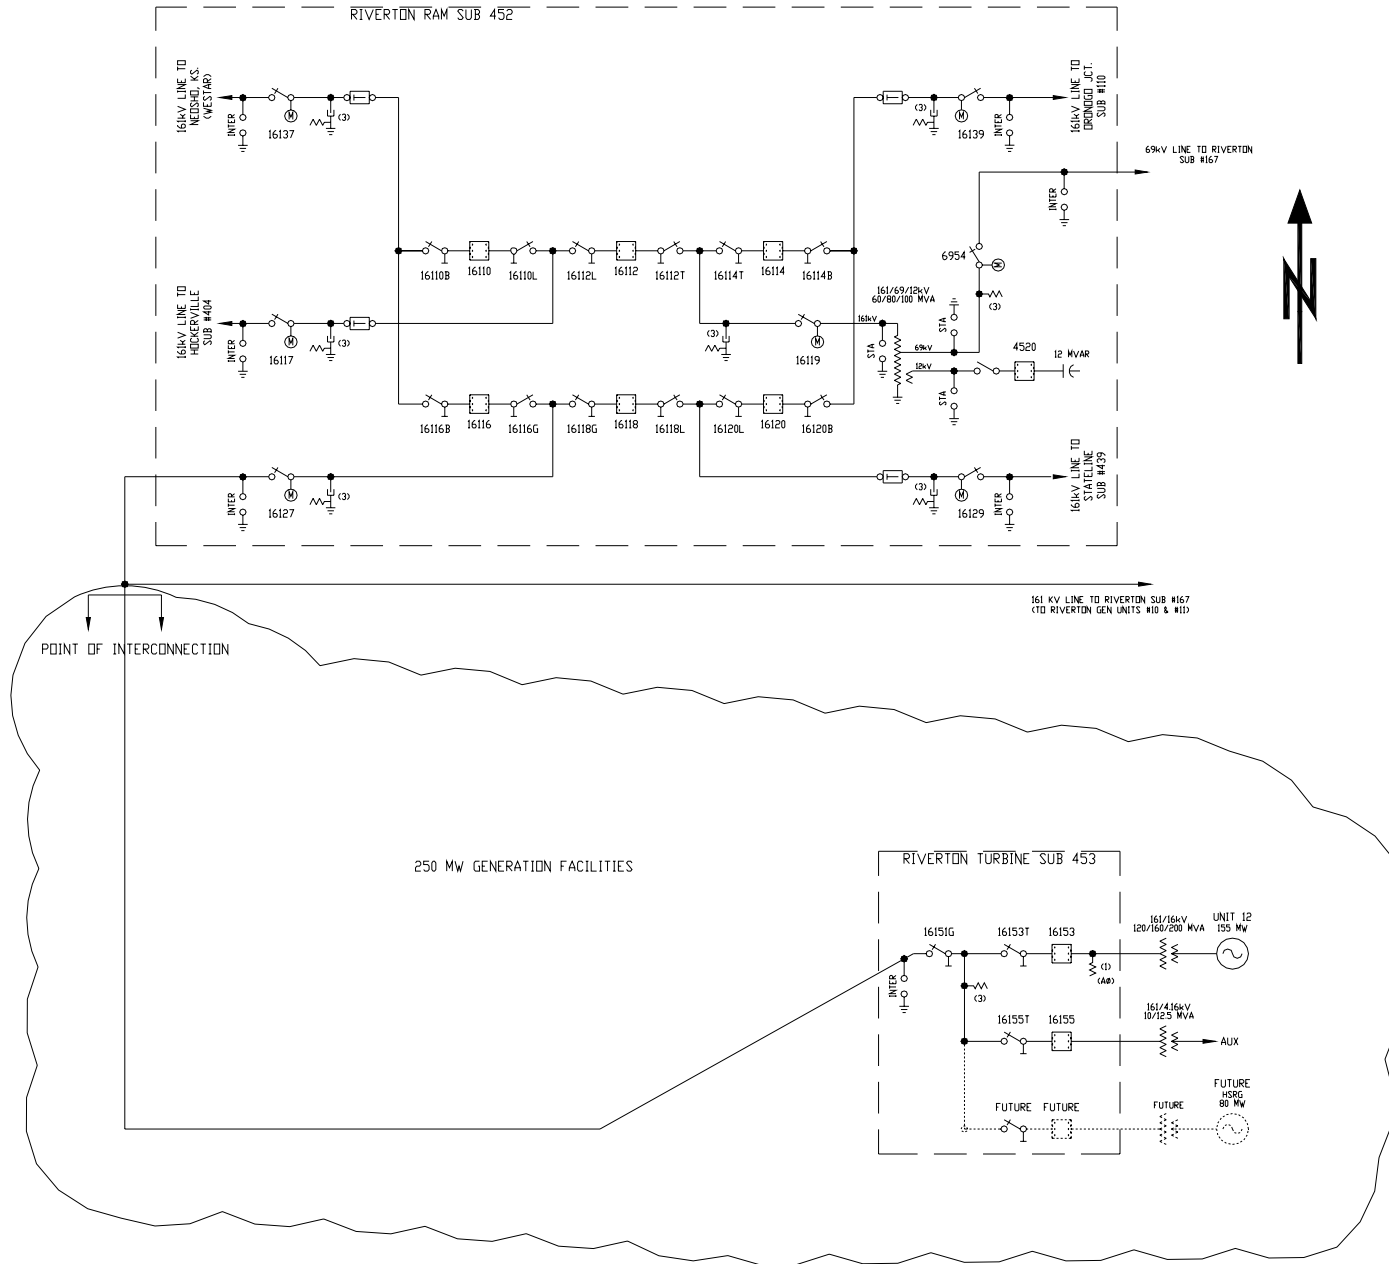 RIVERTON RAM SUB 452
161kV LINE TO
NEOSHO, KS.
(WESTAR)
INTER
M
16137
(3)
(3)
M
16139
INTER
161kV LINE TO
ORONOGO JCT.
SUB #110
69kV LINE TO RIVERTON
SUB #167
INTER
16110B
16110
16110L
16112L
16112
16112T
16114T
16114
16114B
6954
M
(3)
161/69/12kV
60/80/100 MVA
161kV LINE TO
HOCKERVILLE
SUB #404
INTER
M
16117
(3)
(3)
M
16119
161kV
STA
STA
69kV
12kV
STA
4520
12 MVAR
16116B
16116
16116G
16118G
16118
16118L
16120L
16120
16120B
INTER
M
16127
(3)
(3)
M
16129
INTER
161kV LINE TO
STATELINE
SUB #439
161 KV LINE TO RIVERTON SUB #167
(TO RIVERTON GEN UNITS #10 & #11)
POINT OF INTERCONNECTION
250 MW GENERATION FACILITIES
RIVERTON TURBINE SUB 453
INTER
16151G
(3)
16153T
16153
(1)
(AØ)
161/16kV
120/160/200 MVA
UNIT 12
155 MW
16155T
16155
161/4.16kV
10/12.5 MVA
AUX
FUTURE
FUTURE
FUTURE
FUTURE
HSRG
80 MW
N